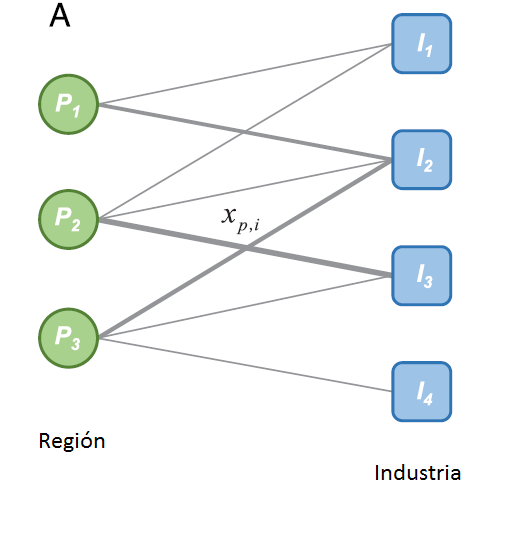 A
I1
P1
I2
P2
xp,i
I3
P3
I4
Región
Industria